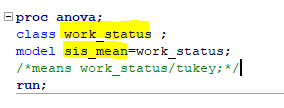 proc anova;
class work_status ;
model sis_mean=work_status;
/*means work_status/tukey;*/
run;